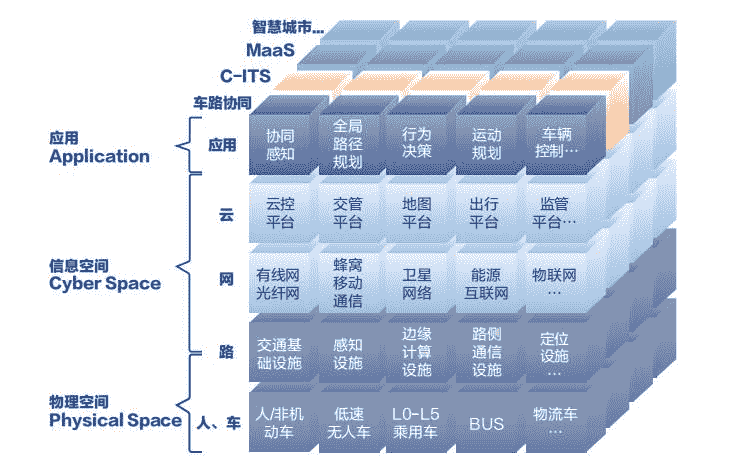 智慧城市...
MaaS
C-ITS
车路协同
应用
Application
应用
协同
感知
全局
路径
规划
行为
决策
运动
规划
车辆
控制…
云
云控
平台
交管
平台
地图
平台
出行
平台
监管
平台…
信息空间
Cyber Space
网
有线网
光纤网
蜂窝
移动
通信
卫星
网络
能源
互联网
物联网
…
路
交通基
础设施
感知
设施
边缘
计算
设施
路侧
通信
设施
定位
设施
…
物理空间
Physical Space
人、车
人/非机
动车
低速
无人车
L0-L5
乘用车
BUS
物流车
…